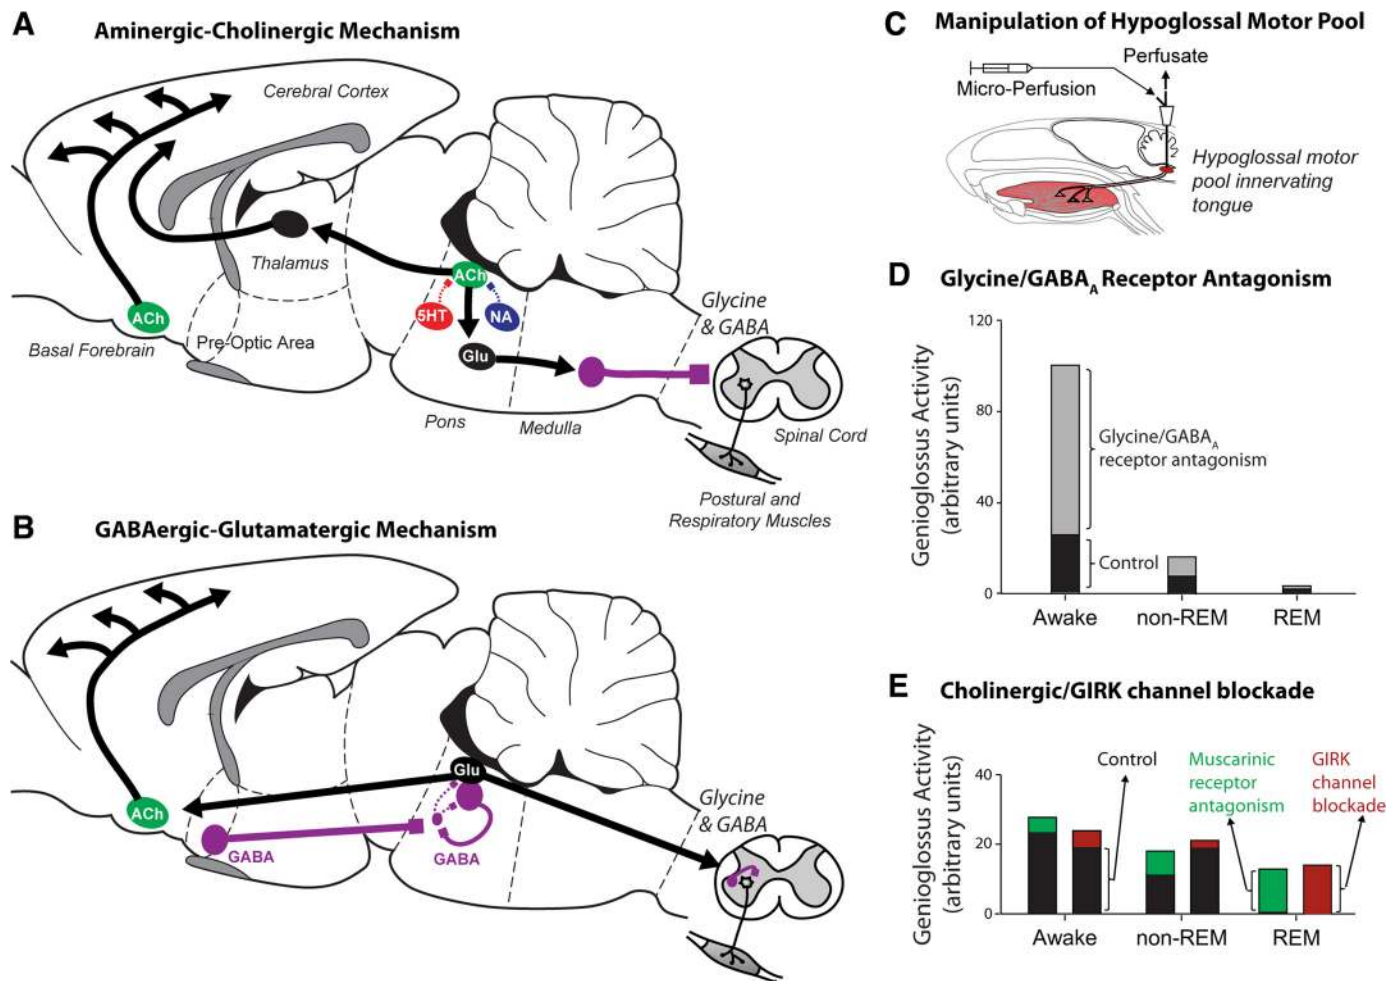 A
Aminergic-Cholinergic Mechanism
Cerebral Cortex
Thalamus
ACh
5HT
NA
Glycine
& GABA
ACh
Basal Forebrain
Pre-Optic Area
Glu
Pons
Medulla
Spinal Cord
Postural and
Respiratory Muscles
B
GABAergic-Glutamatergic Mechanism
Glu
ACh
GABA
GABA
Glycine
& GABA
C
Manipulation of Hypoglossal Motor Pool
Perfusate
Micro-Perfusion
Hypoglossal motor
pool innervating
tongue
D
Glycine/GABAA Receptor Antagonism
Genioglossus Activity
(arbitrary units)
120
80
40
0
Glycine/GABAA
receptor antagonism
Control
Awake
non-REM
REM
E
Cholinergic/GIRK channel blockade
Genioglossus Activity
(arbitrary units)
40
20
0
Control
Muscarinic
receptor
antagonism
GIRK
channel
blockade
Awake
non-REM
REM